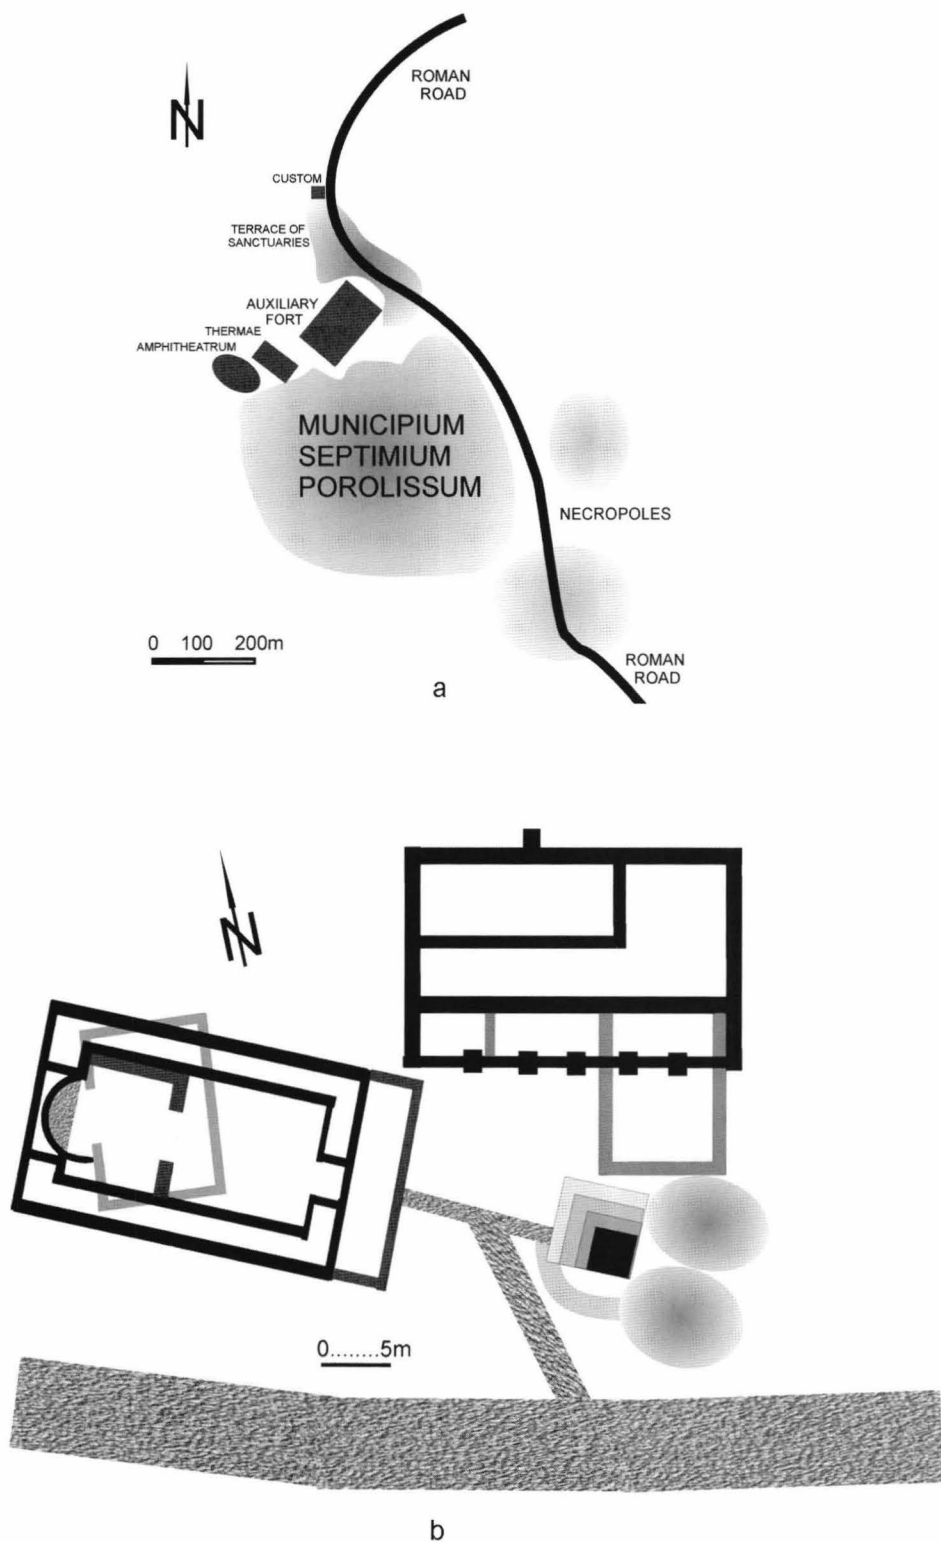 ROMAN
ROAD
N
CUSTOM
TERRACE OF
SANCTUARIES
AUXILIARY
FORT
THERMAE
AMPHITHEATRUM
MUNICIPIUM
SEPTIMIUM
POROLISSUM
NECROPOLES
0 100 200m
ROMAN
ROAD
a
N
0........5m
b